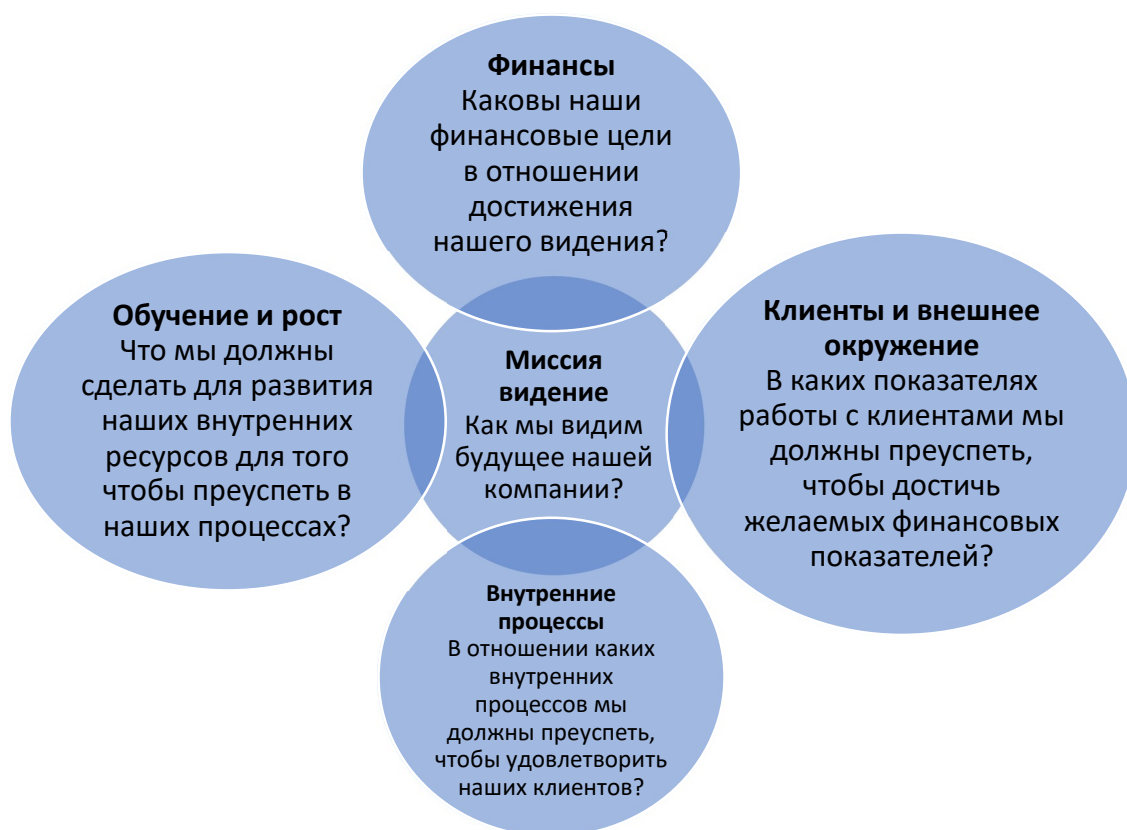 Финансы
Каковы наши
финансовые цели
в отношении
достижения
нашего видения?
Обучение и рост
Что мы должны
сделать для развития
наших внутренних
ресурсов для того
чтобы преуспеть в
наших процессах?
Миссия
видение
Как мы видим
будущее нашей
компании?
Клиенты и внешнее
окружение
В каких показателях
работы с клиентами мы
должны преуспеть,
чтобы достичь
желаемых финансовых
показателей?
Внутренние
процессы
В отношении каких
внутренних
процессов мы
должны преуспеть,
чтобы удовлетворить
наших клиентов?